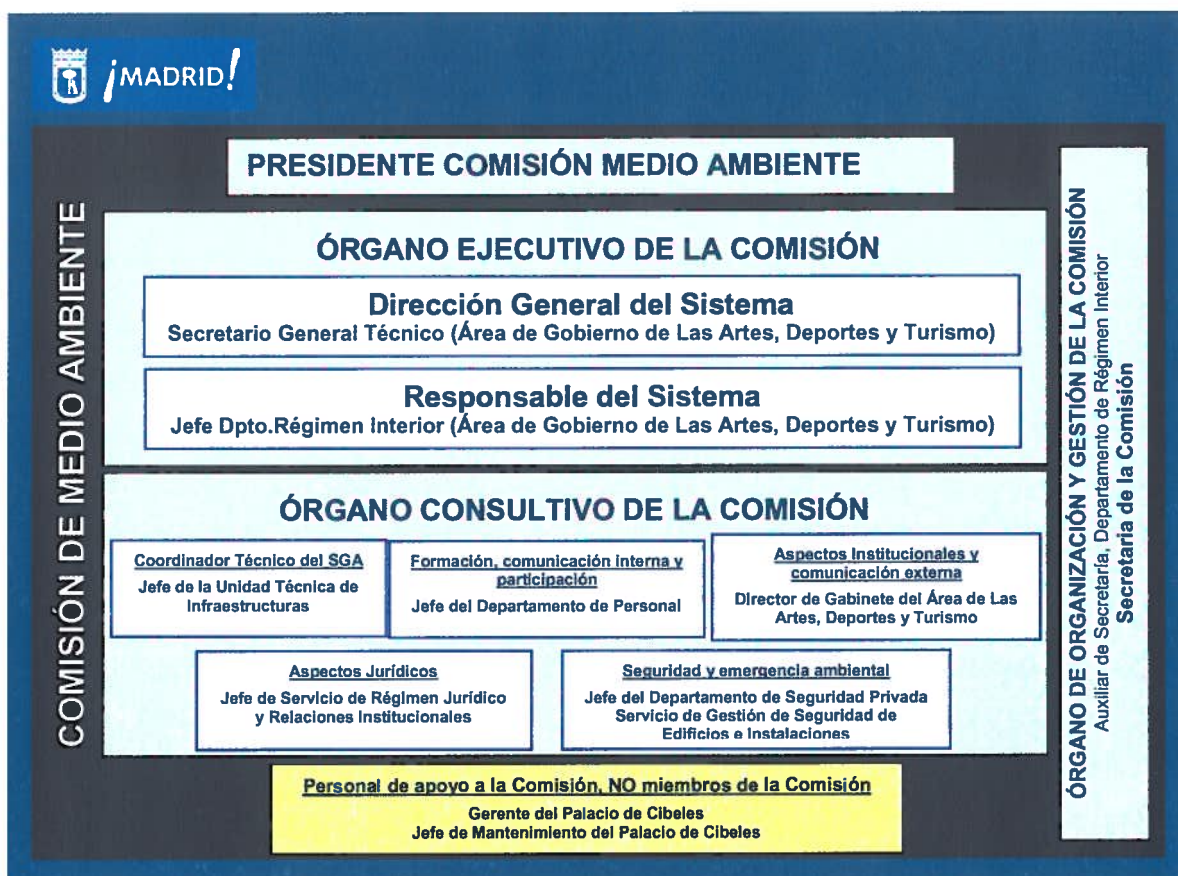 ¡MADRID!
COMISIÓN DE MEDIO AMBIENTE
PRESIDENTE COMISIÓN MEDIO AMBIENTE
ÓRGANO EJECUTIVO DE LA COMISIÓN
Dirección General del Sistema
Secretario General Técnico (Área de Gobierno de Las Artes, Deportes y Turismo)
Responsable del Sistema
Jefe Dpto.Régimen Interior (Área de Gobierno de Las Artes, Deportes y Turismo)
ÓRGANO CONSULTIVO DE LA COMISIÓN
Coordinador Técnico del SGA
Jefe de la Unidad Técnica de
Infraestructuras
Formación, comunicación interna y
participación
Jefe del Departamento de Personal
Aspectos Institucionales y
comunicación externa
Director de Gabinete del Área de Las
Artes, Deportes y Turismo
Aspectos Jurídicos
Jefe de Servicio de Régimen Jurídico
y Relaciones Institucionales
Seguridad y emergencia ambiental
Jefe del Departamento de Seguridad Privada
Servicio de Gestión de Seguridad de
Edificios e Instalaciones
Personal de apoyo a la Comisión, NO miembros de la Comisión
Gerente del Palacio de Cibeles
Jefe de Mantenimiento del Palacio de Cibeles
ÓRGANO DE ORGANIZACIÓN Y GESTIÓN DE LA COMISIÓN
Auxiliar de Secretaría, Departamento de Régimen Interior
Secretaria de la Comisión